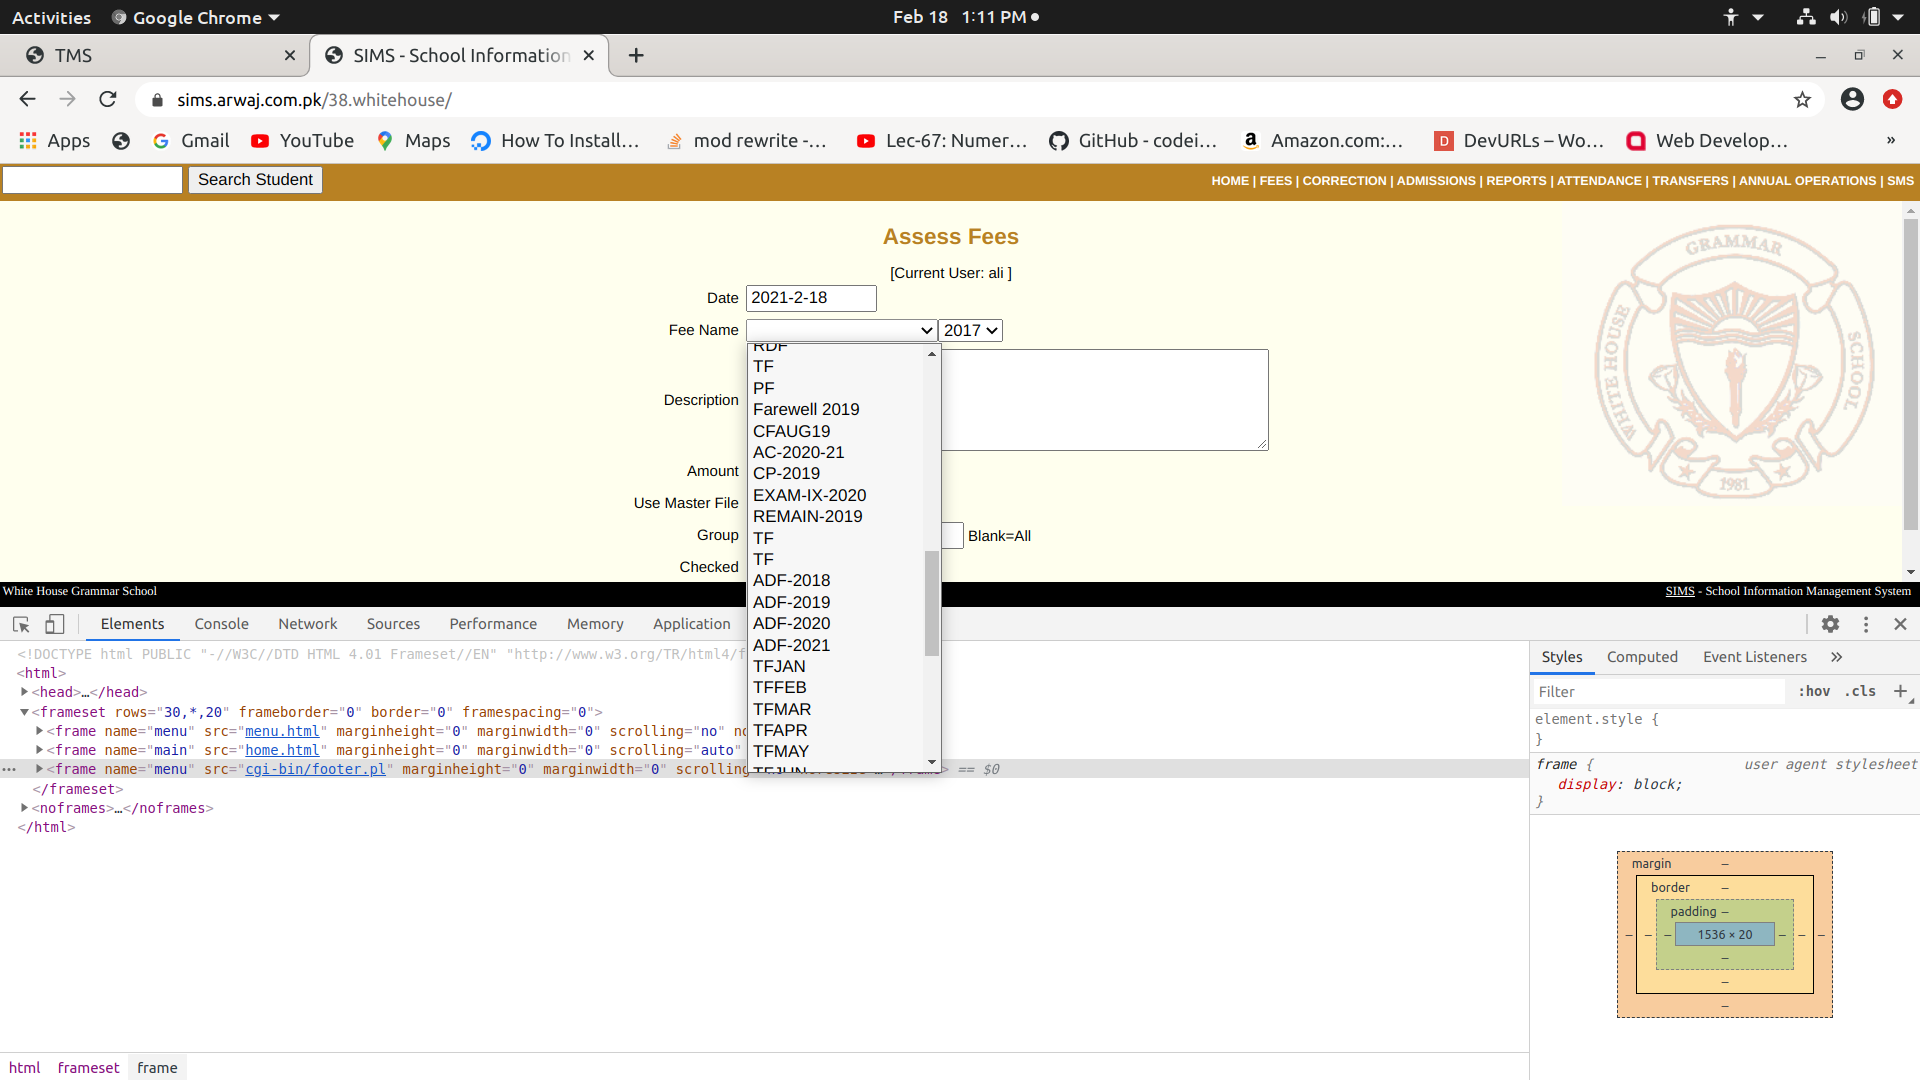 Activities Google Chrome Feb 18 1:11 PM
TMS SIMS - School Information
sims.arwaj.com.pk/38.whitehouse/
Apps Gmail YouTube Maps How To Install... mod rewrite -... Lec-67: Numer... GitHub - codei... Amazon.com:... DevURLs – Wo... Web Develop... »
Search Student HOME | FEES | CORRECTION | ADMISSIONS | REPORTS | ATTENDANCE | TRANSFERS | ANNUAL OPERATIONS | SMS
Assess Fees
[Current User: ali ]
Date 2021-2-18
Fee Name 2017
RDF
TF
PF
Description
Farewell 2019
CFAUG19
AC-2020-21
Amount
CP-2019
Use Master File
EXAM-IX-2020
REMAIN-2019
Group Blank=All
TF
TF
Checked
ADF-2018
ADF-2019
ADF-2020
ADF-2021
TFJAN
TFFEB
TFMAR
TFAPR
TFMAY
TFJUN
WHITE HOUSE GRAMMAR SCHOOL
1981
White House Grammar School SIMS - School Information Management System
Elements Console Network Sources Performance Memory Application
<!DOCTYPE html PUBLIC "-//W3C//DTD HTML 4.01 Frameset//EN" "http://www.w3.org/TR/html4/f
<html>
<head>…</head>
<frameset rows="30,*,20" frameborder="0" border="0" framespacing="0">
<frame name="menu" src="menu.html" marginheight="0" marginwidth="0" scrolling="no" no
<frame name="main" src="home.html" marginheight="0" marginwidth="0" scrolling="auto"
<frame name="menu" src="cgi-bin/footer.pl" marginheight="0" marginwidth="0" scrolling == $0
</frameset>
<noframes>…</noframes>
</html>
html frameset frame
Styles Computed Event Listeners »
Filter :hov .cls +
element.style {
}
frame { user agent stylesheet
display: block;
}
margin –
border –
padding –
– – – 1536 × 20 – – –
–
–
–